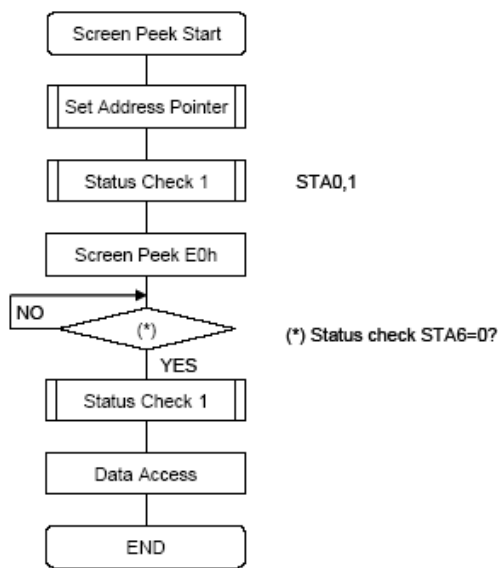 Screen Peek Start
Set Address Pointer
Status Check 1
STA0,1
Screen Peek E0h
NO
(*)
(*) Status check STA6=0?
YES
Status Check 1
Data Access
END